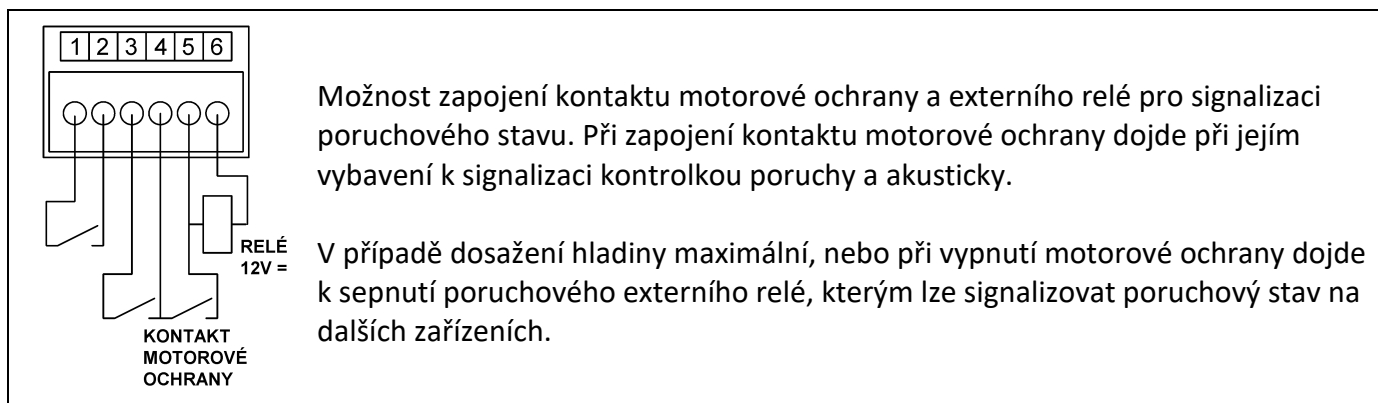 1 2 3 4 5 6
RELÉ
12V =
KONTAKT
MOTOROVÉ
OCHRANY
Možnost zapojení kontaktu motorové ochrany a externího relé pro signalizaci
poruchového stavu. Při zapojení kontaktu motorové ochrany dojde při jejím
vybavení k signalizaci kontrolkou poruchy a akusticky.
V případě dosažení hladiny maximální, nebo při vypnutí motorové ochrany dojde
k sepnutí poruchového externího relé, kterým lze signalizovat poruchový stav na
dalších zařízeních.